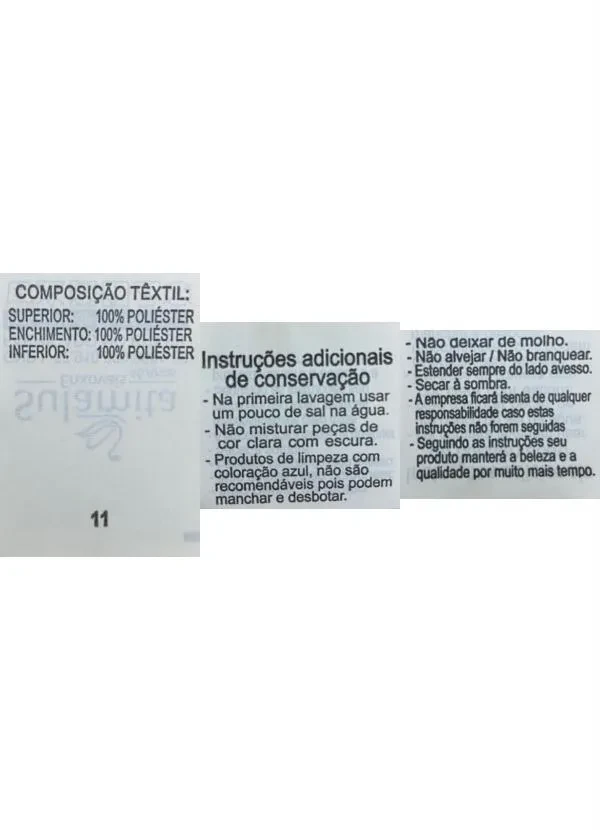 COMPOSIÇÃO TÊXTIL:
SUPERIOR: 100% POLIÉSTER
ENCHIMENTO: 100% POLIÉSTER
INFERIOR: 100% POLIÉSTER
Enxovais
Sulamita
11
Instruções adicionais
de conservação
- Na primeira lavagem usar
um pouco de sal na água.
- Não misturar peças de
cor clara com escura.
- Produtos de limpeza com
coloração azul, não são
recomendáveis pois podem
manchar e desbotar.
- Não deixar de molho.
- Não alvejar / Não branquear.
- Estender sempre do lado avesso.
- Secar à sombra.
- A empresa ficará isenta de qualquer
responsabilidade caso estas
instruções não forem seguidas
- Seguindo as instruções seu
produto manterá a beleza e a
qualidade por muito mais tempo.